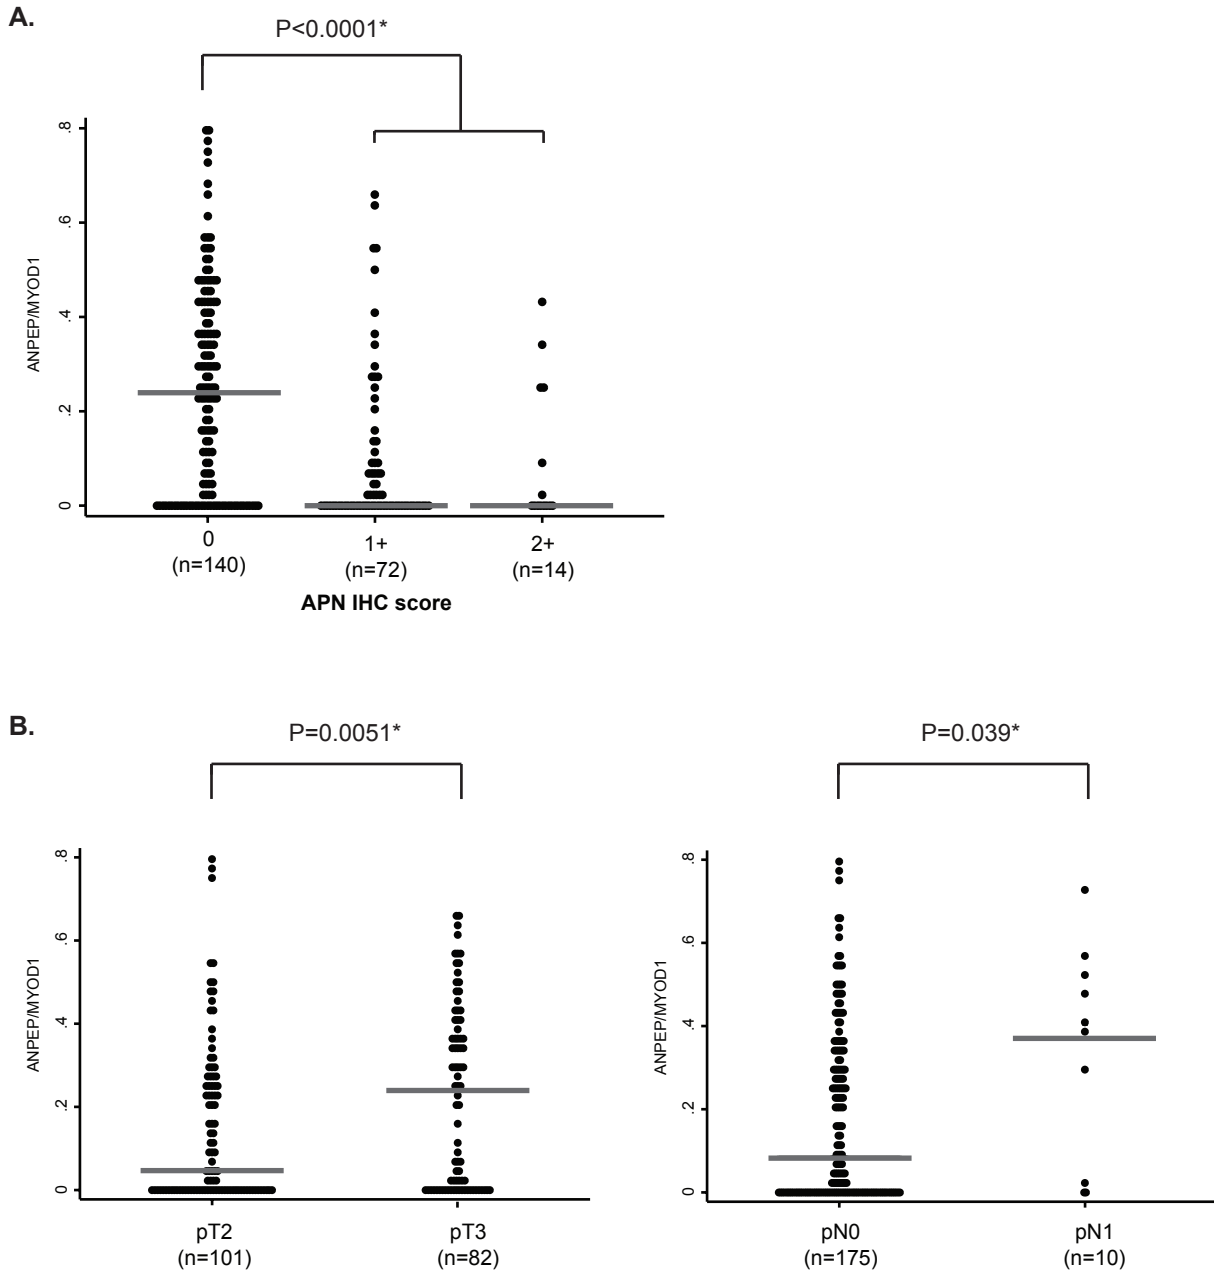 A.
P<0.0001*
ANPEP/MYOD1
.8
.6
.4
.2
0
0
(n=140)
1+
(n=72)
2+
(n=14)
APN IHC score
B.
P=0.0051*
ANPEP/MYOD1
.8
.6
.4
.2
0
pT2
(n=101)
pT3
(n=82)
P=0.039*
ANPEP/MYOD1
.8
.6
.4
.2
0
pN0
(n=175)
pN1
(n=10)